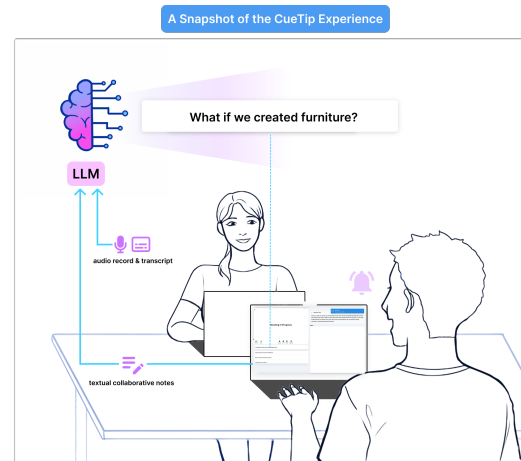 A Snapshot of the CueTip Experience
What if we created furniture?
LLM
audio record & transcript
textual collaborative notes